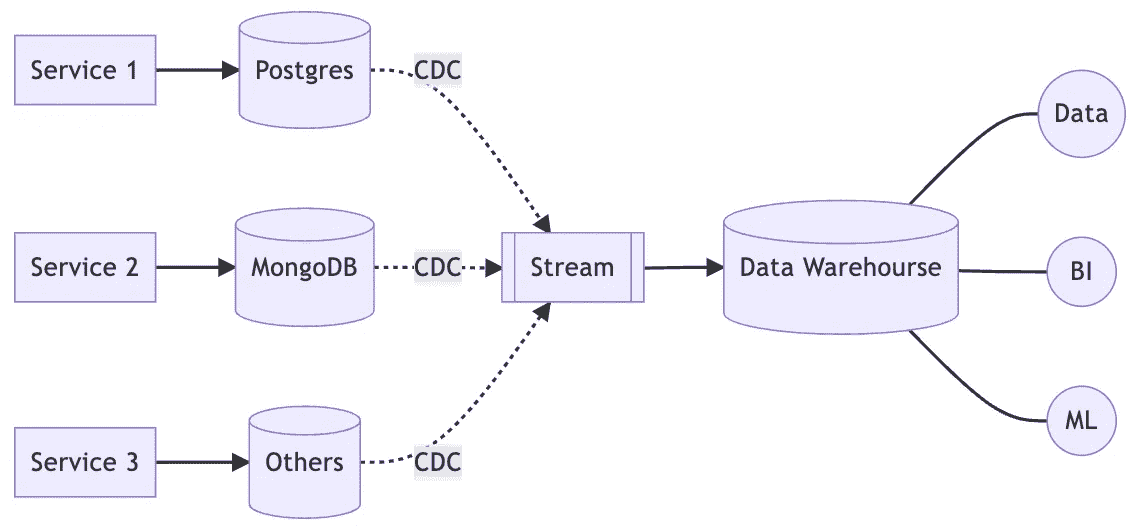 Service 1
Postgres
CDC
Data
Service 2
MongoDB
CDC
Stream
Data Warehourse
BI
Service 3
Others
CDC
ML